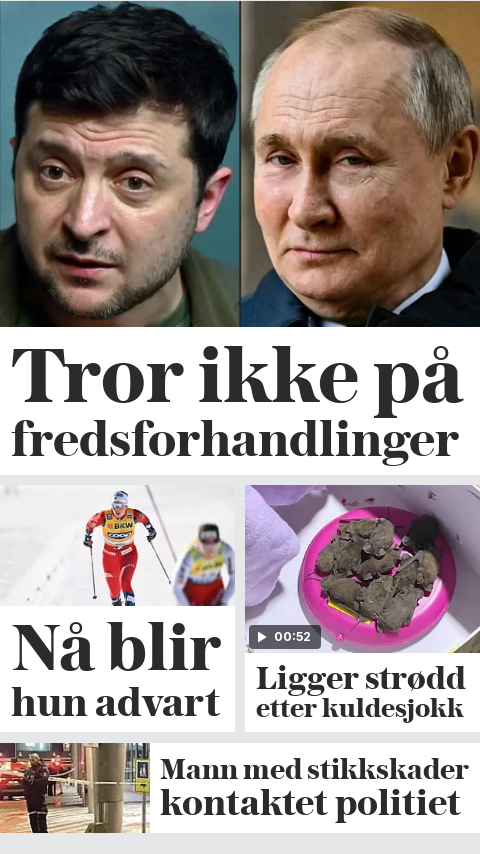 Tror ikke på
fredsforhandlinger
BKW
Nå blir
hun advart
00:52
Ligger strødd
etter kuldesjokk
Mann med stikkskader
kontaktet politiet